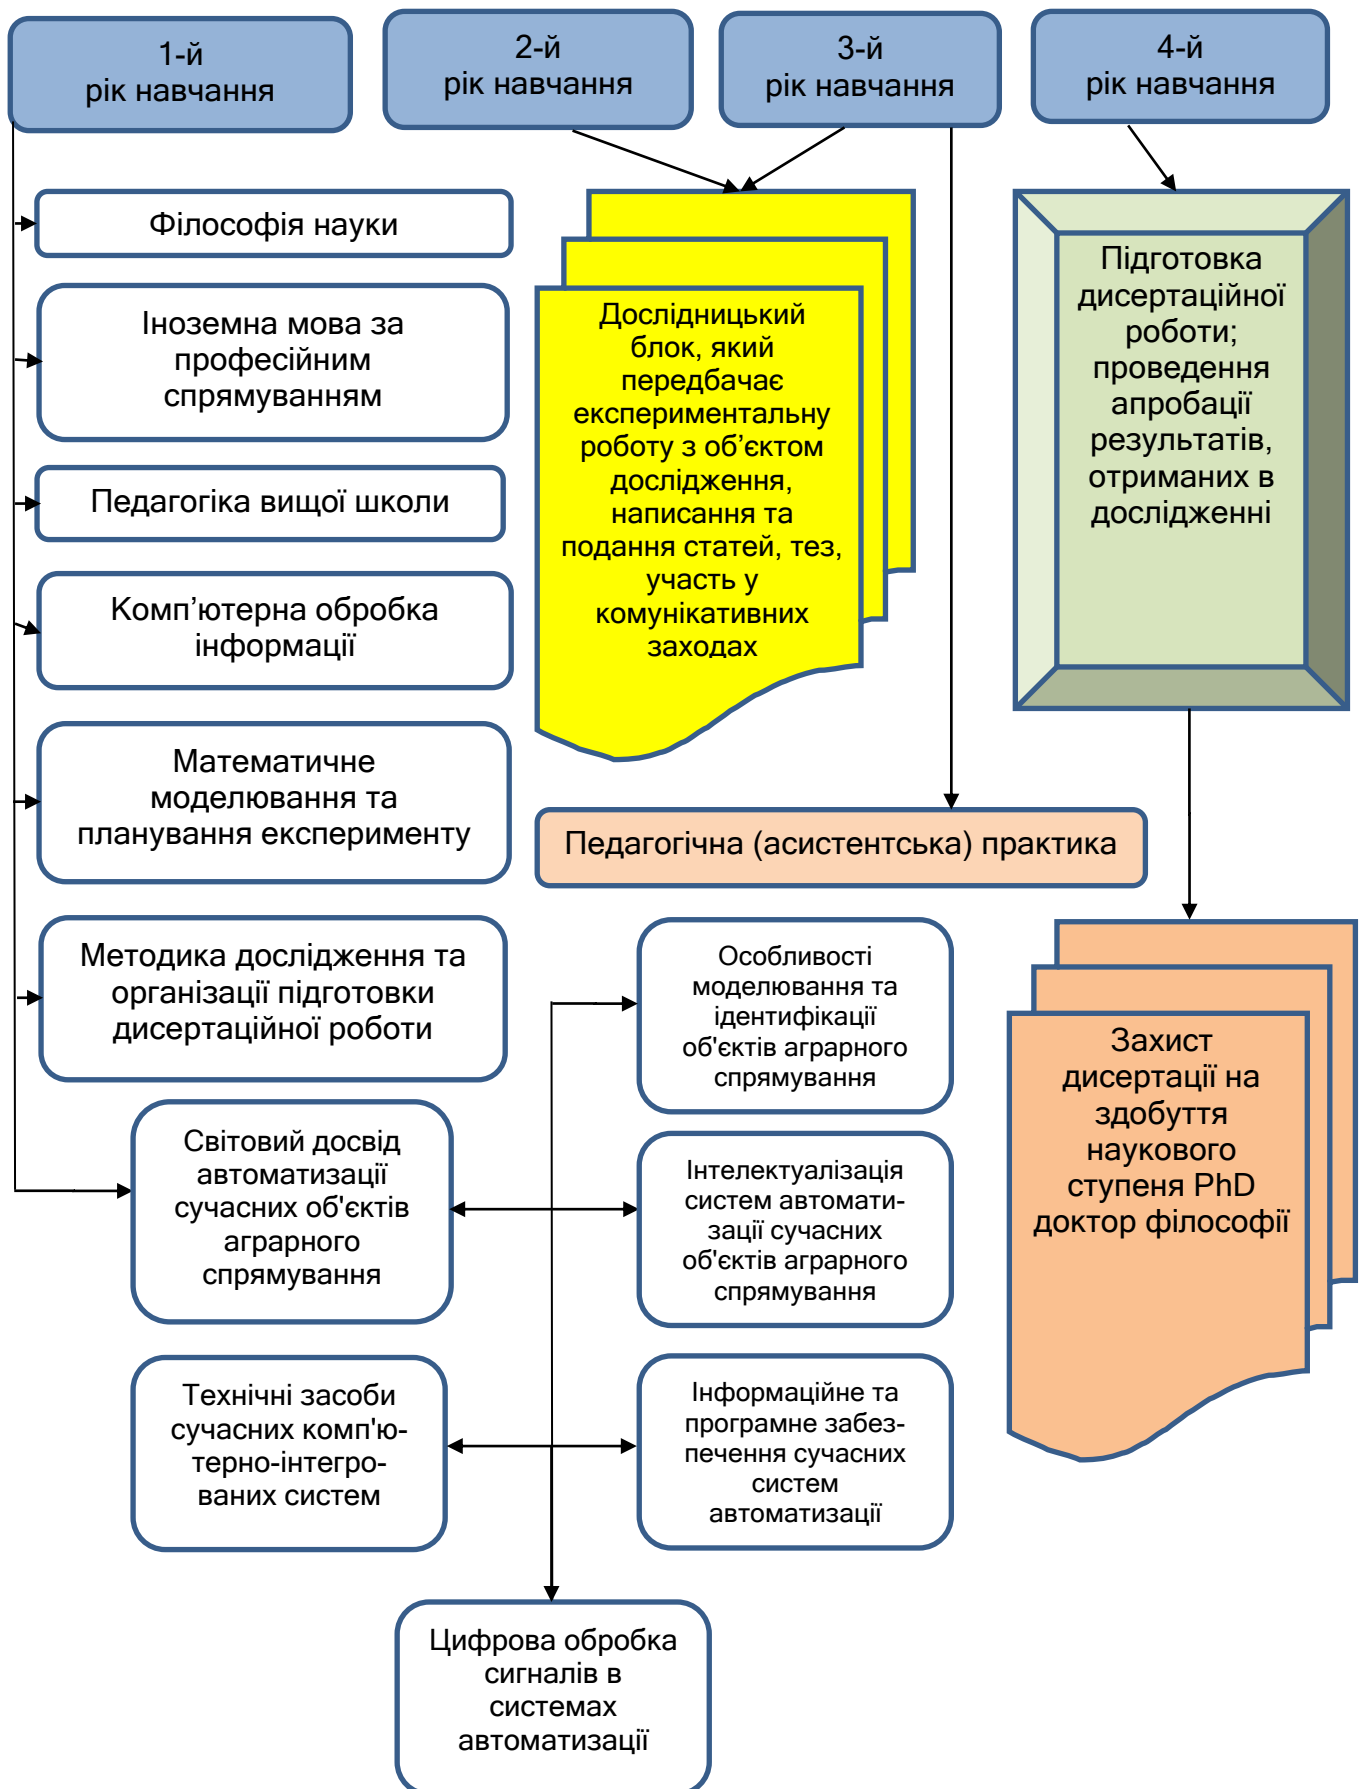 1-й
рік навчання
2-й
рік навчання
3-й
рік навчання
4-й
рік навчання
Філософія науки
Іноземна мова за
професійним
спрямуванням
Педагогіка вищої школи
Комп’ютерна обробка
інформації
Математичне
моделювання та
планування експерименту
Методика дослідження та
організації підготовки
дисертаційної роботи
Світовий досвід
автоматизації
сучасних об'єктів
аграрного
спрямування
Технічні засоби
сучасних комп'ю-
терно-інтегро-
ваних систем
Дослідницький
блок, який
передбачає
експериментальну
роботу з об’єктом
дослідження,
написання та
подання статей, тез,
участь у
комунікативних
заходах
Педагогічна (асистентська) практика
Особливості
моделювання та
ідентифікації
об'єктів аграрного
спрямування
Інтелектуалізація
систем автомати-
зації сучасних
об'єктів аграрного
спрямування
Інформаційне та
програмне забез-
печення сучасних
систем
автоматизації
Цифрова обробка
сигналів в
системах
автоматизації
Підготовка
дисертаційної
роботи;
проведення
апробації
результатів,
отриманих в
дослідженні
Захист
дисертації на
здобуття
наукового
ступеня PhD
доктор філософії